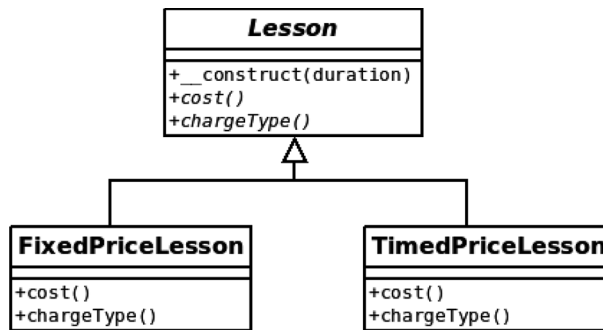 Lesson
+__construct(duration)
+cost()
+chargeType()
FixedPriceLesson
+cost()
+chargeType()
TimedPriceLesson
+cost()
+chargeType()